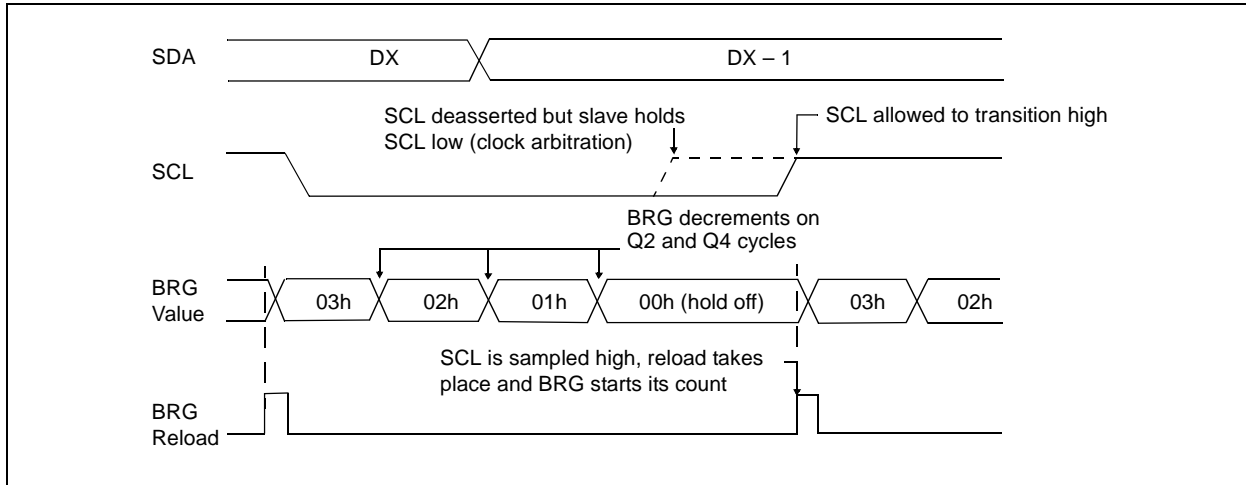 SDA
DX
DX – 1
SCL deasserted but slave holds
SCL low (clock arbitration)
SCL allowed to transition high
SCL
BRG decrements on
Q2 and Q4 cycles
BRG
Value
03h
02h
01h
00h (hold off)
03h
02h
SCL is sampled high, reload takes
place and BRG starts its count
BRG
Reload